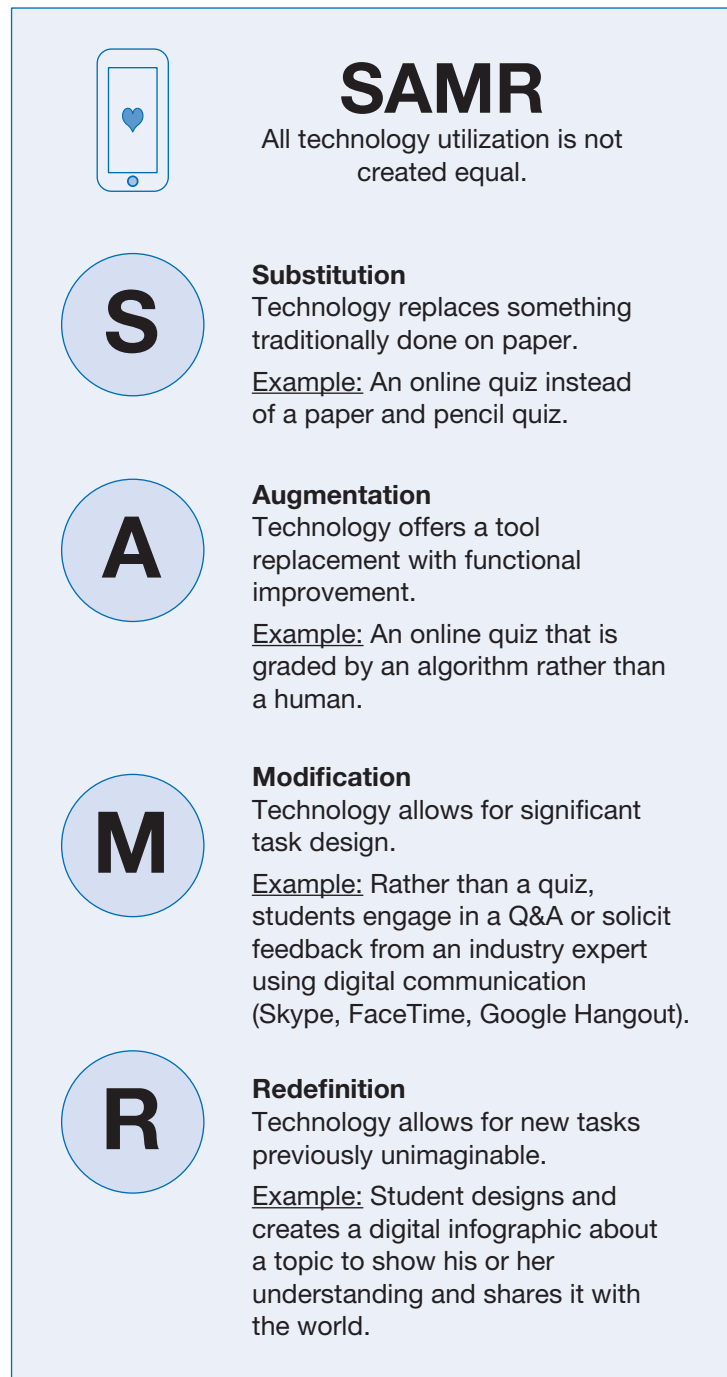 SAMR
All technology utilization is not
created equal.
S
Substitution
Technology replaces something
traditionally done on paper.
Example: An online quiz instead
of a paper and pencil quiz.
A
Augmentation
Technology offers a tool
replacement with functional
improvement.
Example: An online quiz that is
graded by an algorithm rather than
a human.
M
Modification
Technology allows for significant
task design.
Example: Rather than a quiz,
students engage in a Q&A or solicit
feedback from an industry expert
using digital communication
(Skype, FaceTime, Google Hangout).
R
Redefinition
Technology allows for new tasks
previously unimaginable.
Example: Student designs and
creates a digital infographic about
a topic to show his or her
understanding and shares it with
the world.